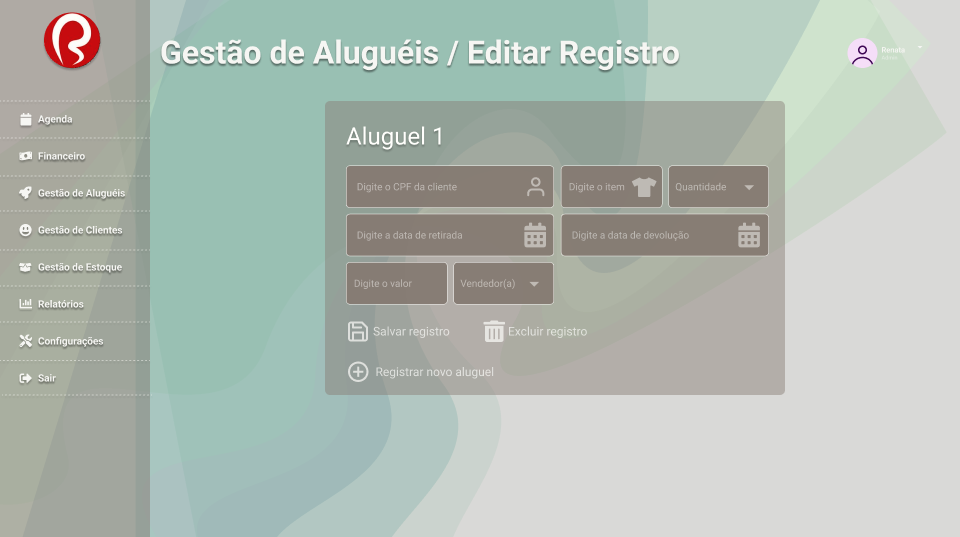 Gestão de Aluguéis / Editar Registro
Renata
Agenda
Financeiro
Gestão de Aluguéis
Gestão de Clientes
Gestão de Estoque
Relatórios
Configurações
Sair
Aluguel 1
Digite o CPF da cliente
Digite o item
Quantidade
Digite a data de retirada
Digite a data de devolução
Digite o valor
Vendedor(a)
Salvar registro
Excluir registro
Registrar novo aluguel